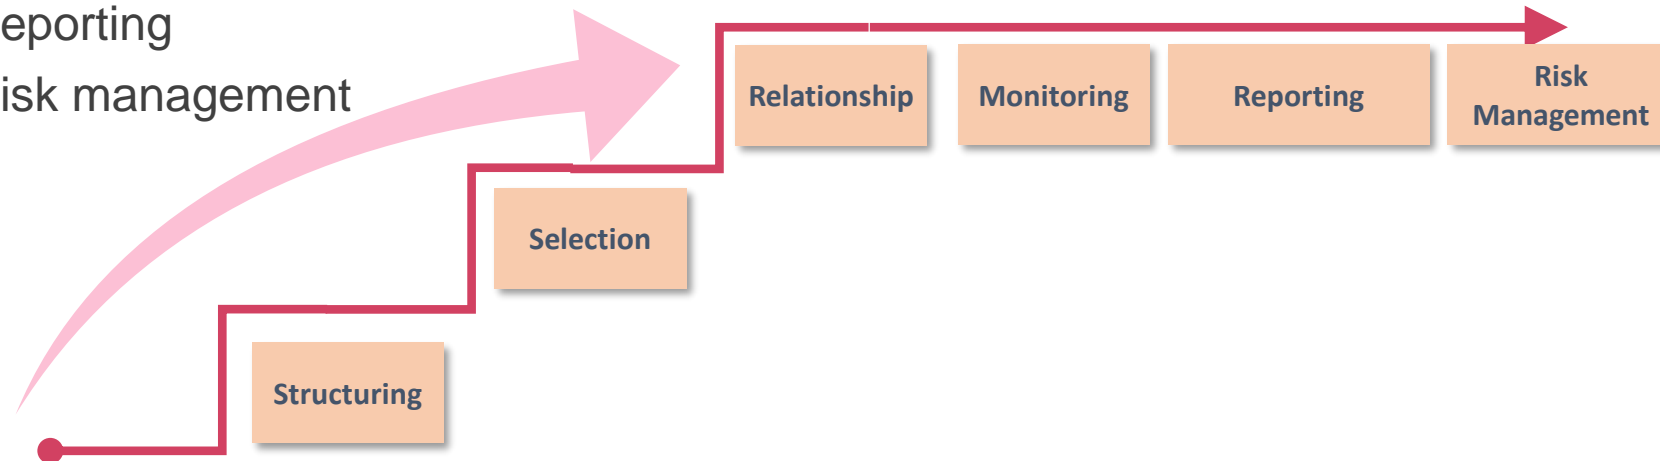 eporting
isk management
Relationship
Monitoring
Reporting
Risk
Management
Selection
Structuring